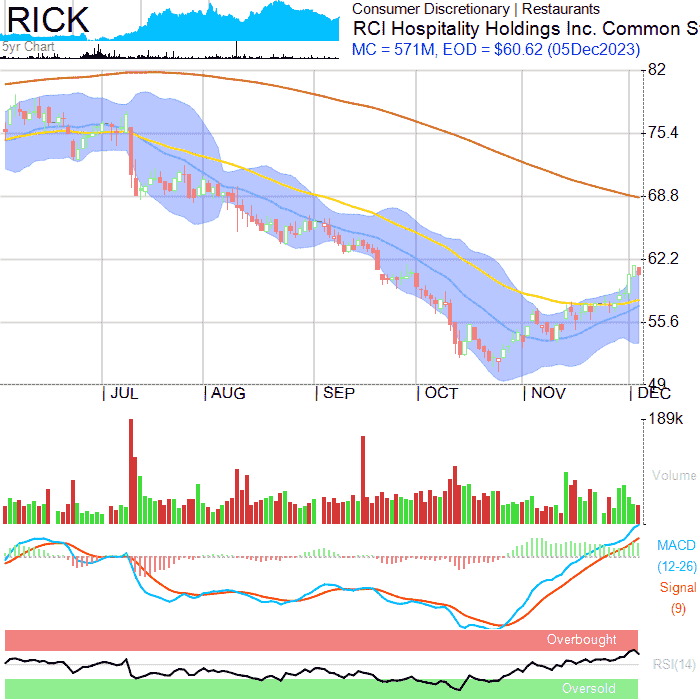 RICK
Consumer Discretionary | Restaurants
RCI Hospitality Holdings Inc. Common S
MC = 571M, EOD = $60.62 (05Dec2023)
5yr Chart
82
75.4
68.8
62.2
55.6
49
JUL AUG SEP OCT NOV DEC
189k
Volume
MACD
(12-26)
Signal
(9)
Overbought
RSI(14)
Oversold